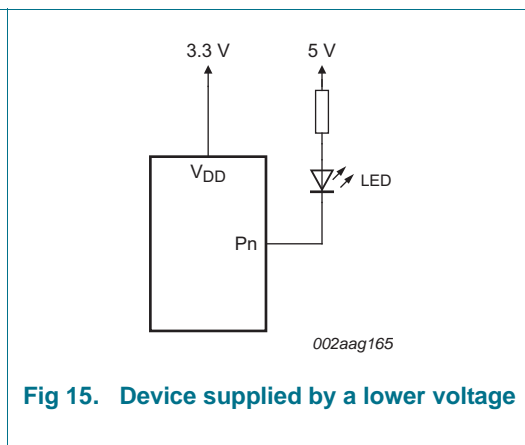 3.3 V 5 V
VDD
LED
Pn
002aag165
Fig 15. Device supplied by a lower voltage